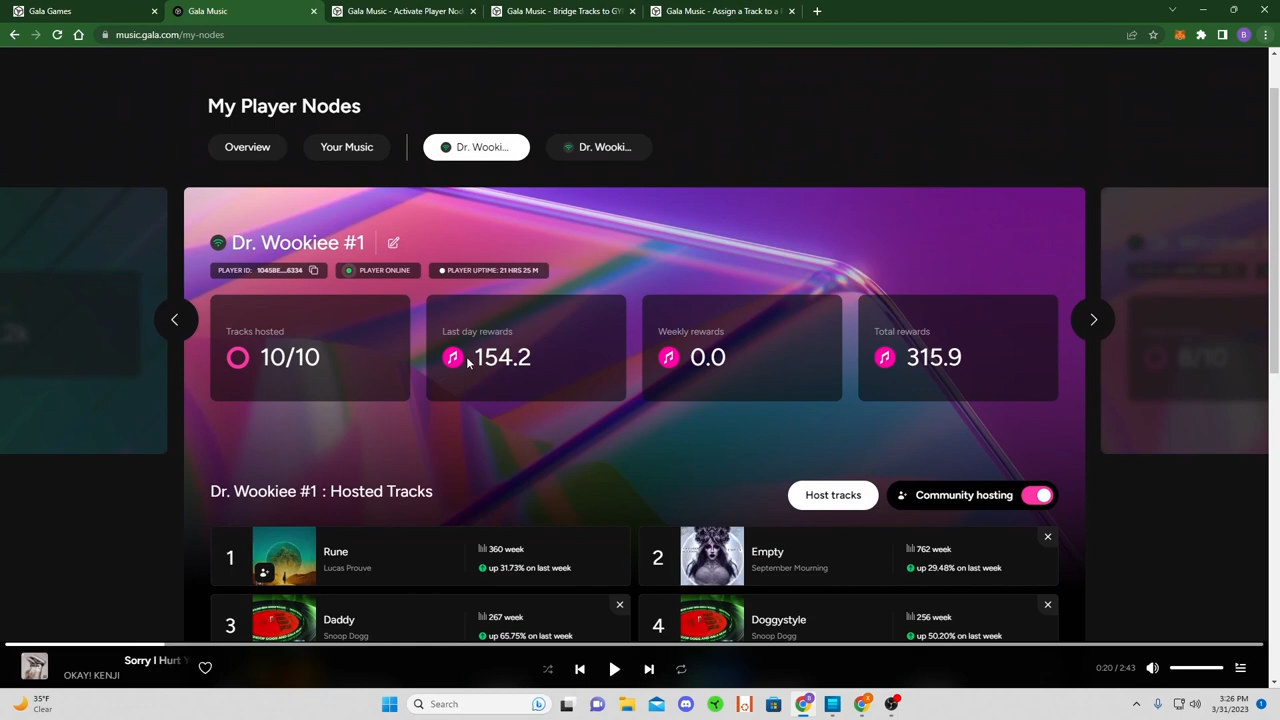 Gala Games
Gala Music
Gala Music - Activate Player Nod
Gala Music - Bridge Tracks to GY
Gala Music - Assign a Track to a
music.gala.com/my-nodes
B
My Player Nodes
Overview
Your Music
Dr. Wooki...
Dr. Wooki...
Dr. Wookiee #1
PLAYER ID: 1045BE....6334
PLAYER ONLINE
PLAYER UPTIME: 21 HRS 25 M
Tracks hosted
10/10
Last day rewards
154.2
Weekly rewards
0.0
Total rewards
315.9
Dr. Wookiee #1 : Hosted Tracks
Host tracks
Community hosting
1
Rune
Lucas Prouve
360 week
up 31.73% on last week
2
Empty
September Mourning
762 week
up 29.48% on last week
3
Daddy
Snoop Dogg
267 week
up 65.75% on last week
4
Doggystyle
Snoop Dogg
256 week
up 50.20% on last week
Sorry I Hurt Y
OKAY! KENJI
0:20 / 2:43
35°F
Clear
Search
3:26 PM
3/31/2023